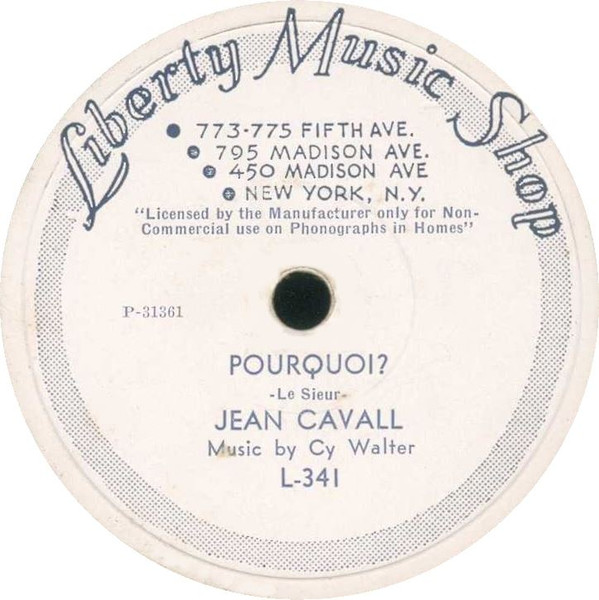 Liberty Music Shop
773-775 FIFTH AVE.
795 MADISON AVE.
450 MADISON AVE
NEW YORK, N.Y.
"Licensed by the Manufacturer only for Non-
Commercial use on Phonographs in Homes"
P-31361
POURQUOI?
-Le Sieur-
JEAN CAVALL
Music by Cy Walter
L-341